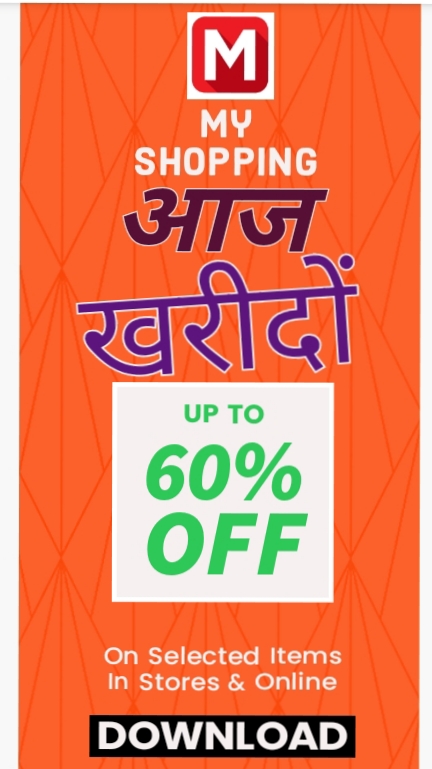 M
MY
SHOPPING
आज
खरीदों
UP TO
60%
OFF
On Selected Items
In Stores & Online
DOWNLOAD